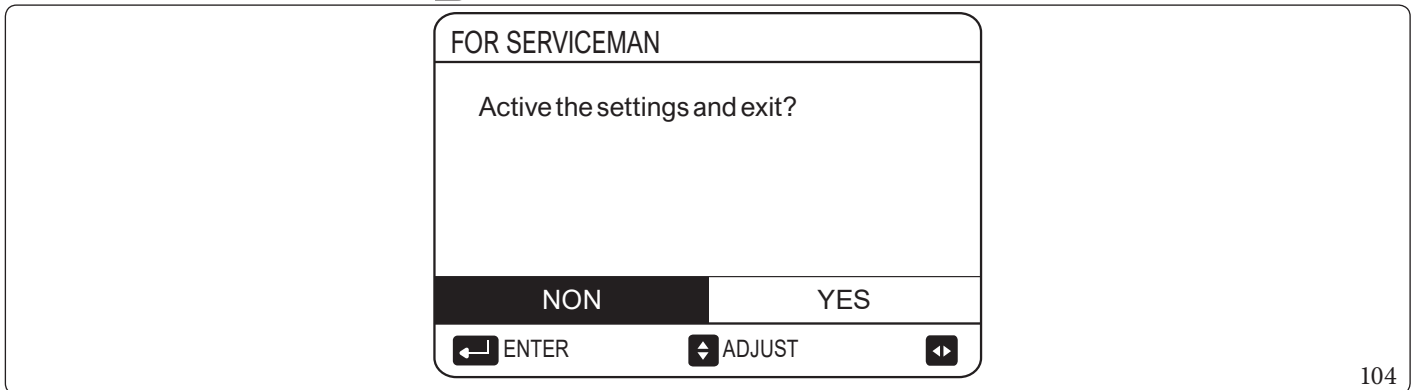 FOR SERVICEMAN
Active the settings and exit?
NON YES
ENTER ADJUST
104